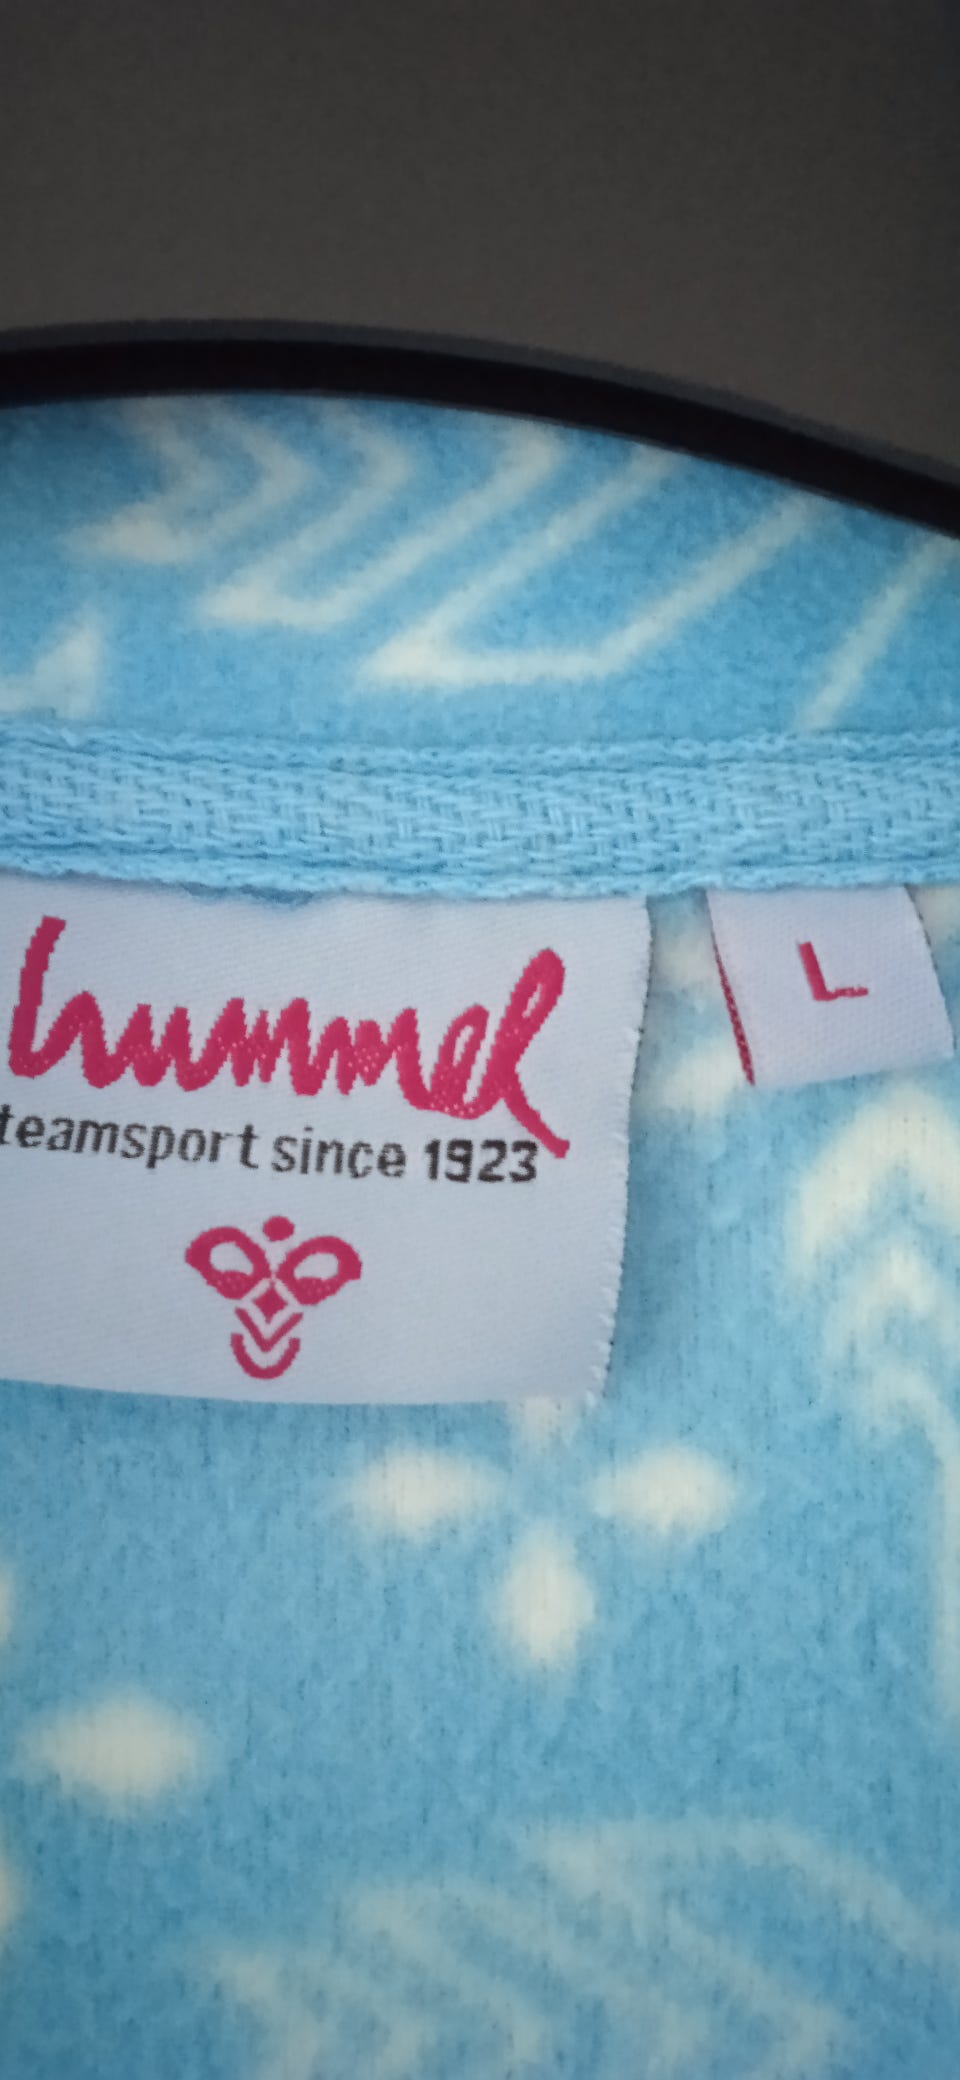 hummel
teamsport since 1923
L